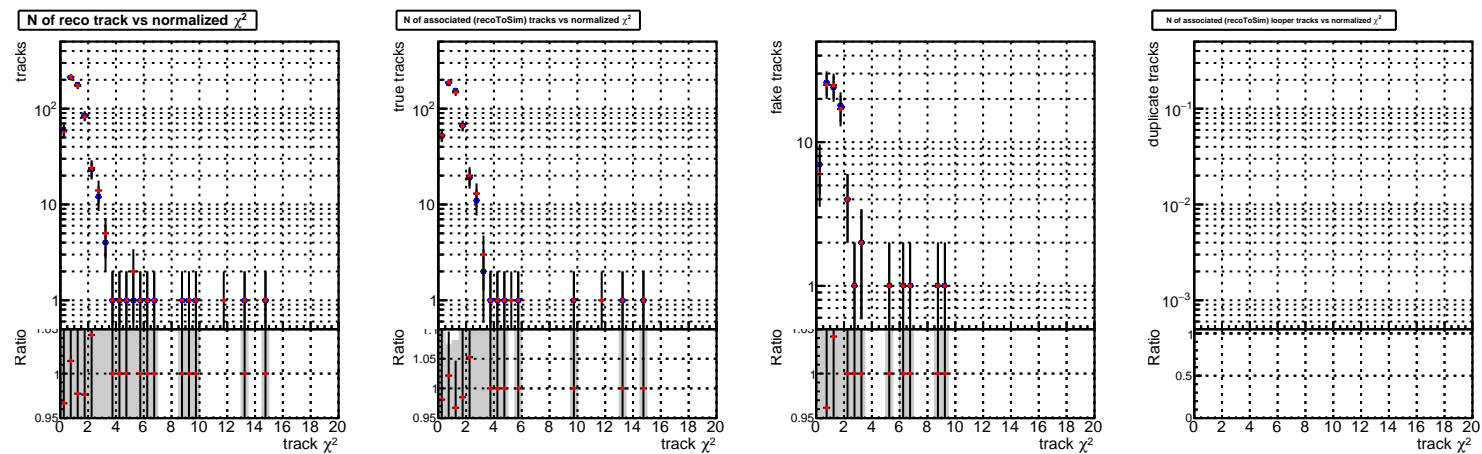 N of reco track vs normalized χ²
tracks
10²
10
1
Ratio
1.05
1
0.95
0 2 4 6 8 10 12 14 16 18 20
track χ²
N of associated (recoToSim) tracks vs normalized χ²
true tracks
10²
10
1
Ratio
1.1
1.05
1
0.95
0 2 4 6 8 10 12 14 16 18 20
track χ²
fake tracks
10
1
Ratio
1.05
1
0.95
0 2 4 6 8 10 12 14 16 18 20
track χ²
N of associated (recoToSim) looper tracks vs normalized χ²
duplicate tracks
10⁻¹
10⁻²
10⁻³
Ratio
1
0.5
0
0 2 4 6 8 10 12 14 16 18 20
track χ²